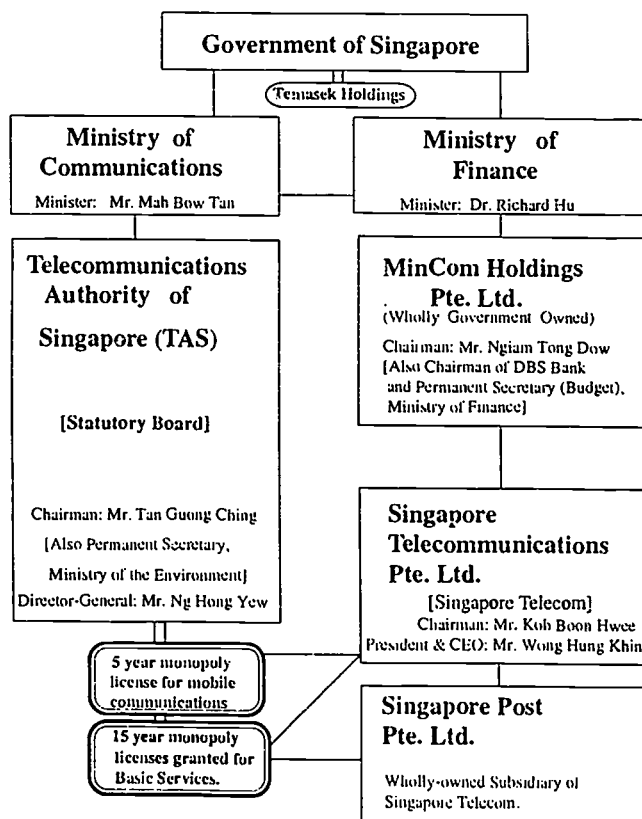 Government of Singapore
Temasek Holdings
Ministry of
Communications
Minister: Mr. Mah Bow Tan
Ministry of
Finance
Minister: Dr. Richard Hu
Telecommunications
Authority of
Singapore (TAS)
[Statutory Board]
Chairman: Mr. Tan Guong Ching
[Also Permanent Secretary,
Ministry of the Environment]
Director-General: Mr. Ng Hong Yew
MinCom Holdings
Pte. Ltd.
(Wholly Government Owned)
Chairman: Mr. Ngiam Tong Dow
[Also Chairman of DBS Bank
and Permanent Secretary (Budget),
Ministry of Finance]
Singapore
Telecommunications
Pte. Ltd.
[Singapore Telecom]
Chairman: Mr. Koh Boon Hwee
President & CEO: Mr. Wong Hung Khin
5 year monopoly
license for mobile
communications
15 year monopoly
licenses granted for
Basic Services.
Singapore Post
Pte. Ltd.
Wholly-owned Subsidiary of
Singapore Telecom.